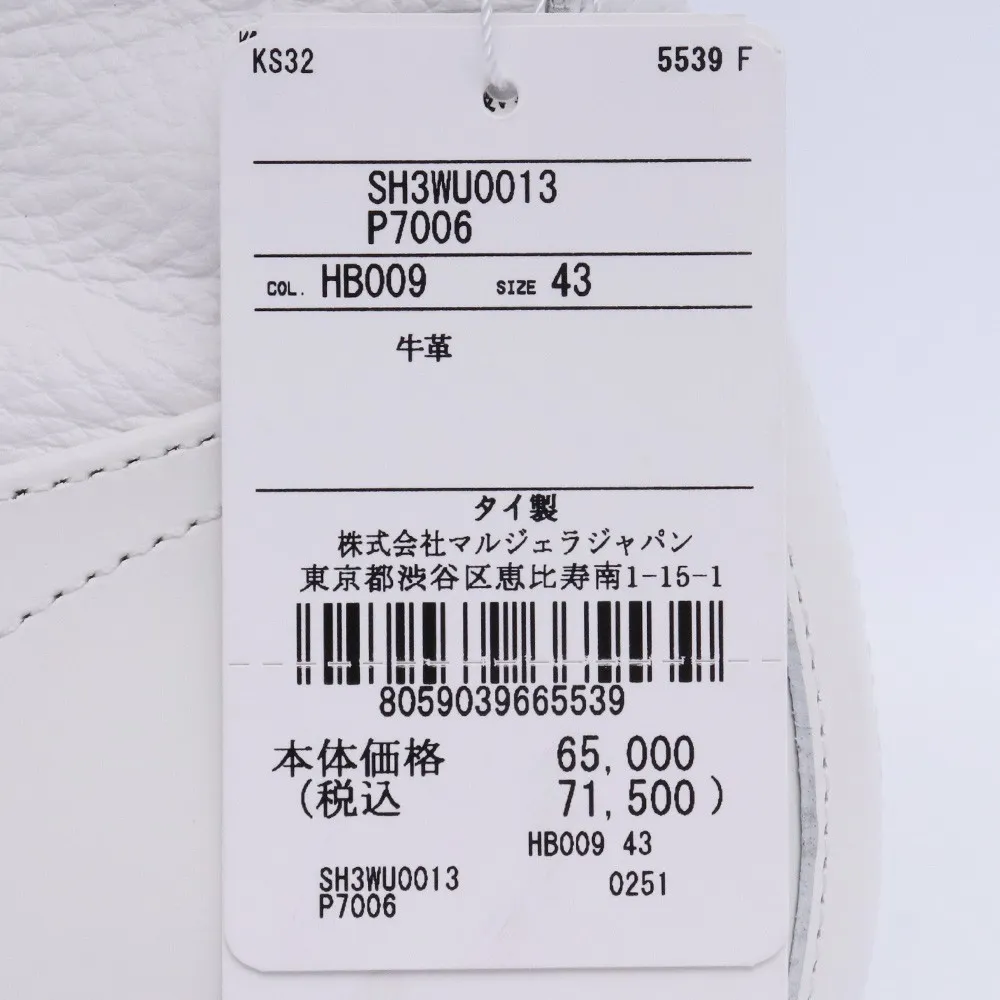 KS32 5539 F
SH3WU0013
P7006
COL. HB009 SIZE 43
牛革
タイ製
株式会社マルジェラジャパン
東京都渋谷区恵比寿南1-15-1
8059039665539
本体価格 65,000
(税込 71,500)
HB009 43
SH3WU0013 0251
P7006